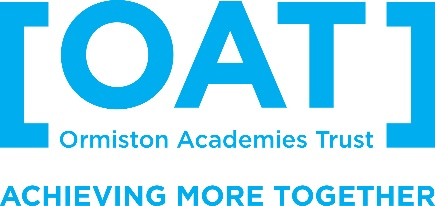 [OAT]
Ormiston Academies Trust
ACHIEVING MORE TOGETHER